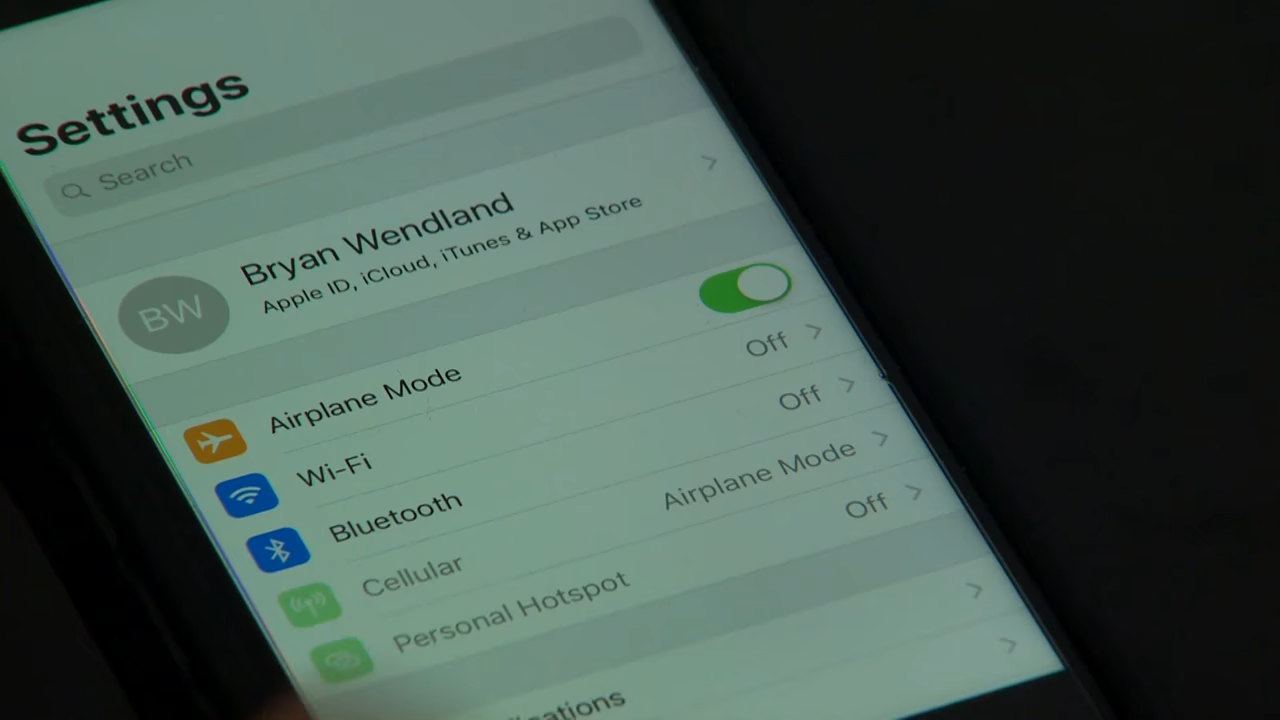 Settings
Search
BW
Bryan Wendland
Apple ID, iCloud, iTunes & App Store
Airplane Mode
Wi-Fi Off
Bluetooth Off
Cellular Airplane Mode
Personal Hotspot Off